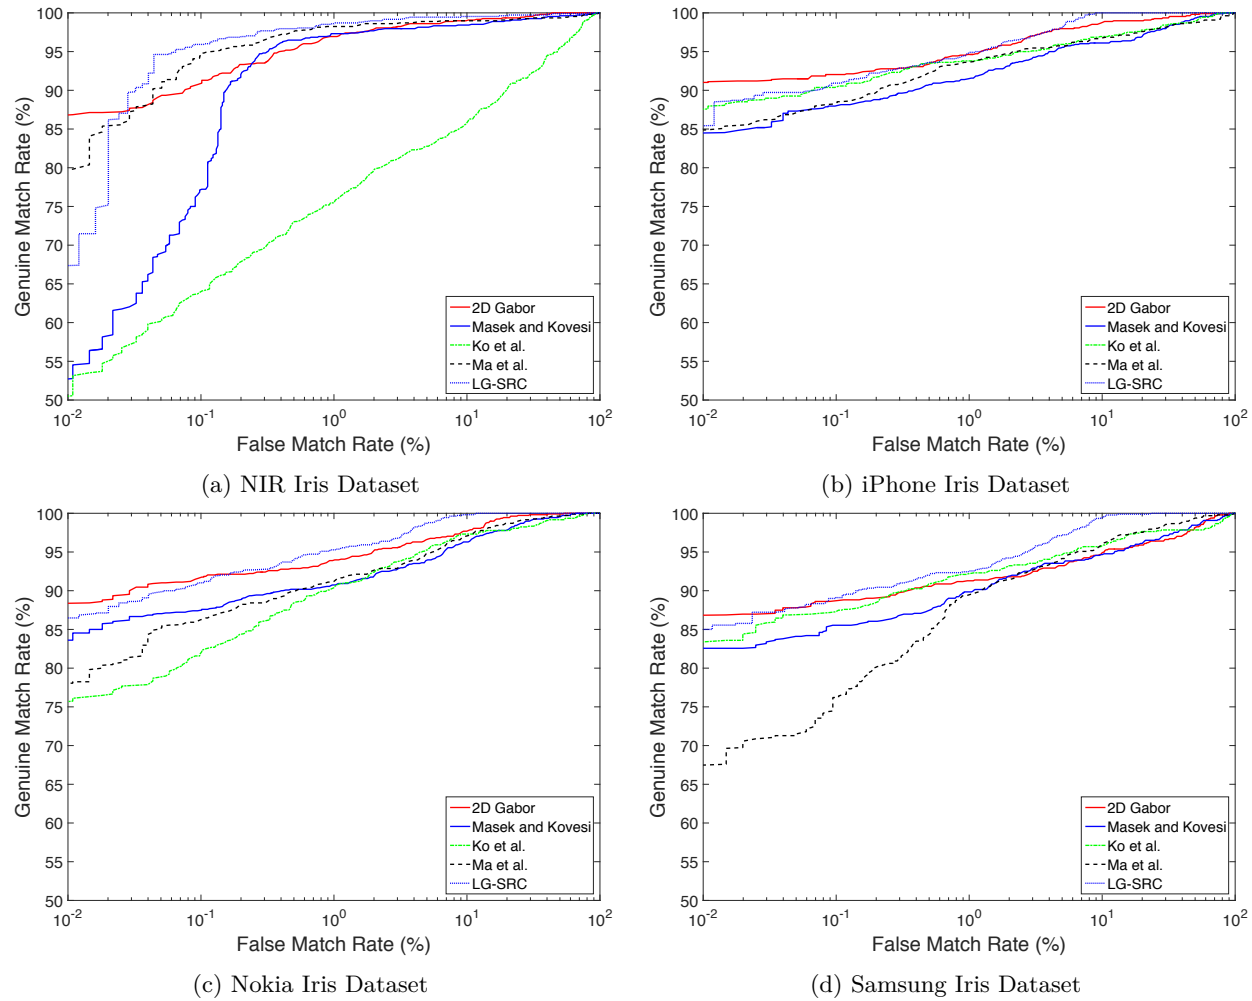 100
95
90
85
80
75
70
65
60
55
50
Genuine Match Rate (%)
2D Gabor
Masek and Kovesi
Ko et al.
Ma et al.
LG-SRC
10-2 10-1 100 101 102
False Match Rate (%)
(a) NIR Iris Dataset
100
95
90
85
80
75
70
65
60
55
50
Genuine Match Rate (%)
2D Gabor
Masek and Kovesi
Ko et al.
Ma et al.
LG-SRC
10-2 10-1 100 101 102
False Match Rate (%)
(b) iPhone Iris Dataset
100
95
90
85
80
75
70
65
60
55
50
Genuine Match Rate (%)
2D Gabor
Masek and Kovesi
Ko et al.
Ma et al.
LG-SRC
10-2 10-1 100 101 102
False Match Rate (%)
(c) Nokia Iris Dataset
100
95
90
85
80
75
70
65
60
55
50
Genuine Match Rate (%)
2D Gabor
Masek and Kovesi
Ko et al.
Ma et al.
LG-SRC
10-2 10-1 100 101 102
False Match Rate (%)
(d) Samsung Iris Dataset